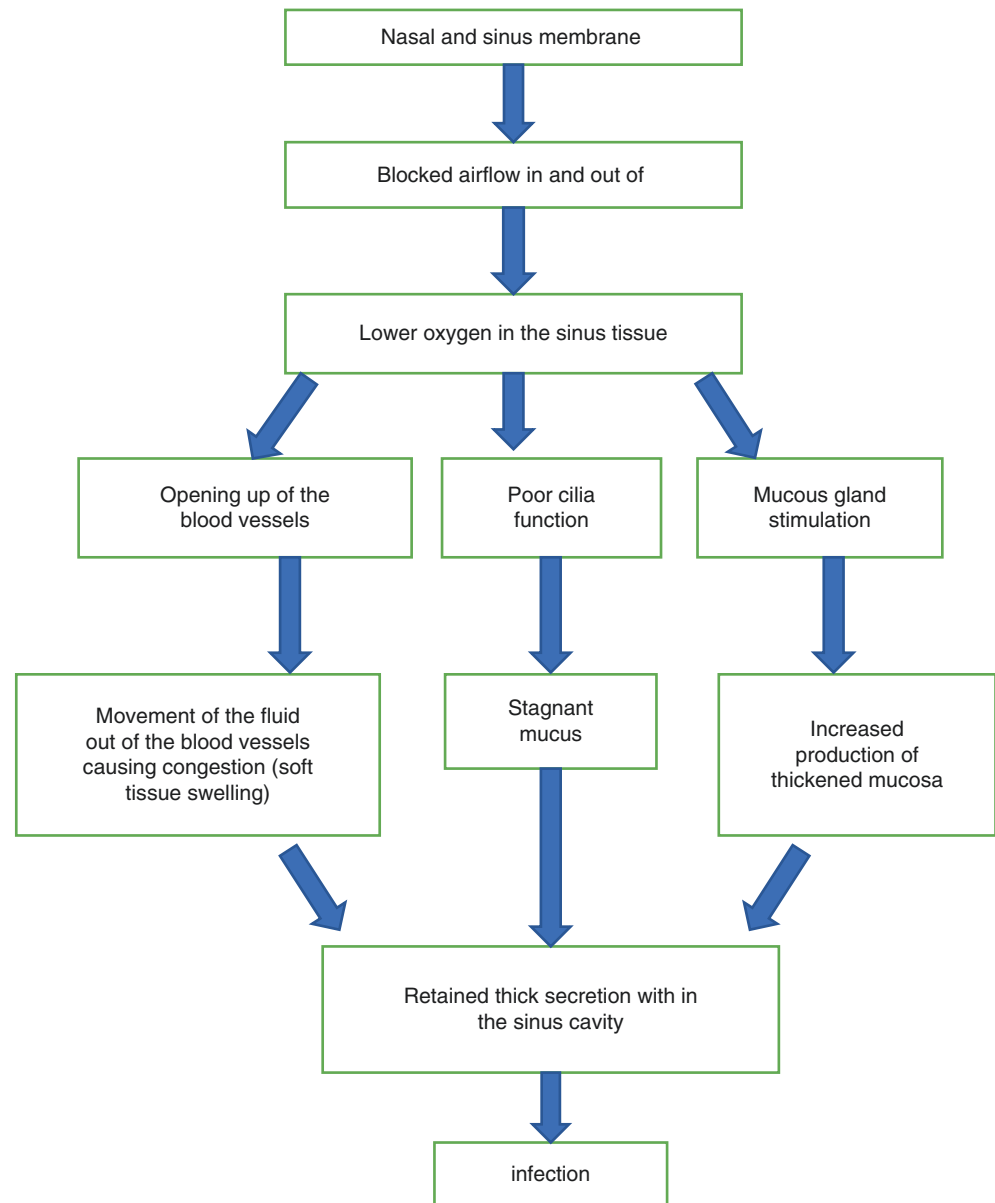 Nasal and sinus membrane
Blocked airflow in and out of
Lower oxygen in the sinus tissue
Opening up of the
blood vessels
Poor cilia
function
Mucous gland
stimulation
Movement of the fluid
out of the blood vessels
causing congestion (soft
tissue swelling)
Stagnant
mucus
Increased
production of
thickened mucosa
Retained thick secretion with in
the sinus cavity
infection